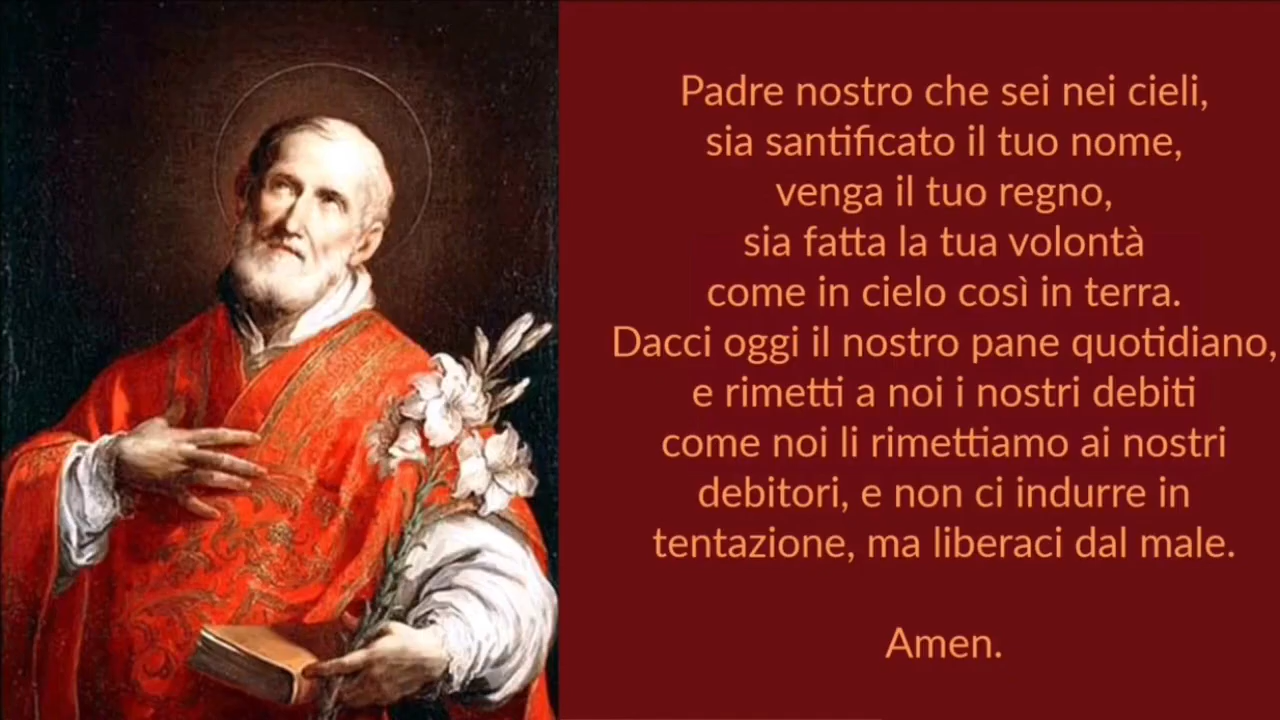 Padre nostro che sei nei cieli,
sia santificato il tuo nome,
venga il tuo regno,
sia fatta la tua volontà
come in cielo così in terra.
Dacci oggi il nostro pane quotidiano,
e rimetti a noi i nostri debiti
come noi li rimettiamo ai nostri
debitori, e non ci indurre in
tentazione, ma liberaci dal male.
Amen.